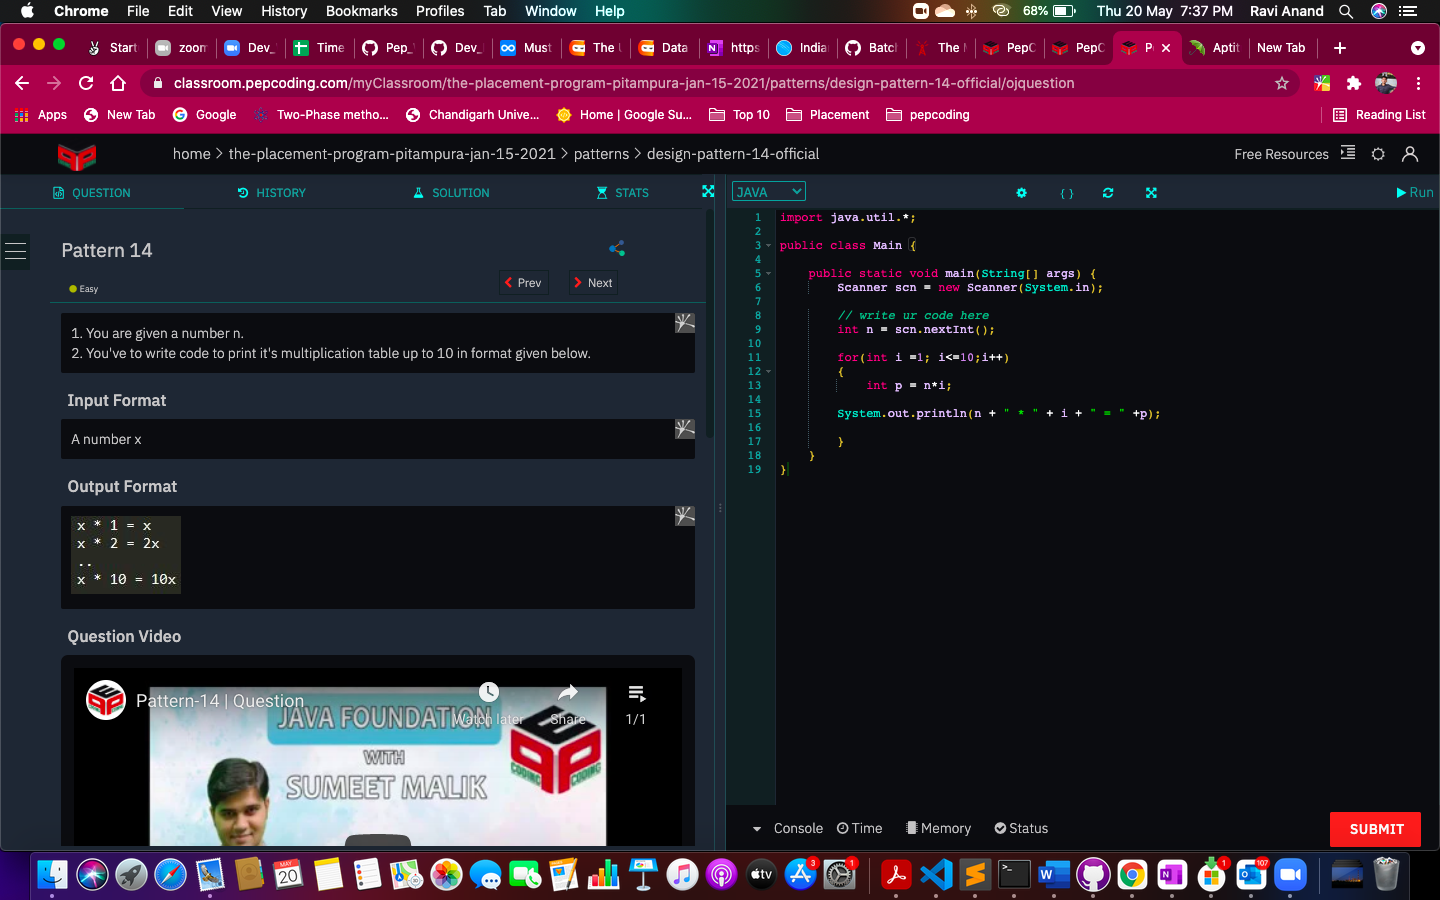 Chrome File Edit View History Bookmarks Profiles Tab Window Help 68% Thu 20 May 7:37 PM Ravi Anand
Start zoom Dev_ Time Pep_ Dev_ Must The Data https India Batch The PepC PepC P Aptit New Tab
classroom.pepcoding.com/myClassroom/the-placement-program-pitampura-jan-15-2021/patterns/design-pattern-14-official/ojquestion
Apps New Tab Google Two-Phase metho... Chandigarh Unive... Home | Google Su... Top 10 Placement pepcoding Reading List
home > the-placement-program-pitampura-jan-15-2021 > patterns > design-pattern-14-official Free Resources
QUESTION HISTORY SOLUTION STATS
Pattern 14
Easy
Prev Next
1. You are given a number n.
2. You've to write code to print it's multiplication table up to 10 in format given below.
Input Format
A number x
Output Format
x * 1 = x
x * 2 = 2x
..
x * 10 = 10x
Question Video
Pattern-14 | Question
Watch later Share 1/1
JAVA FOUNDATION
WITH
SUMEET MALIK
CODING CODING
JAVA { } Run
1 import java.util.*;
2
3 public class Main {
4
5 public static void main(String[] args) {
6 Scanner scn = new Scanner(System.in);
7
8 // write ur code here
9 int n = scn.nextInt();
10
11 for(int i =1; i<=10;i++)
12 {
13 int p = n*i;
14
15 System.out.println(n + " * " + i + " = " +p);
16
17 }
18 }
19 }
Console Time Memory Status SUBMIT
MAY 20 tv 3 1 107